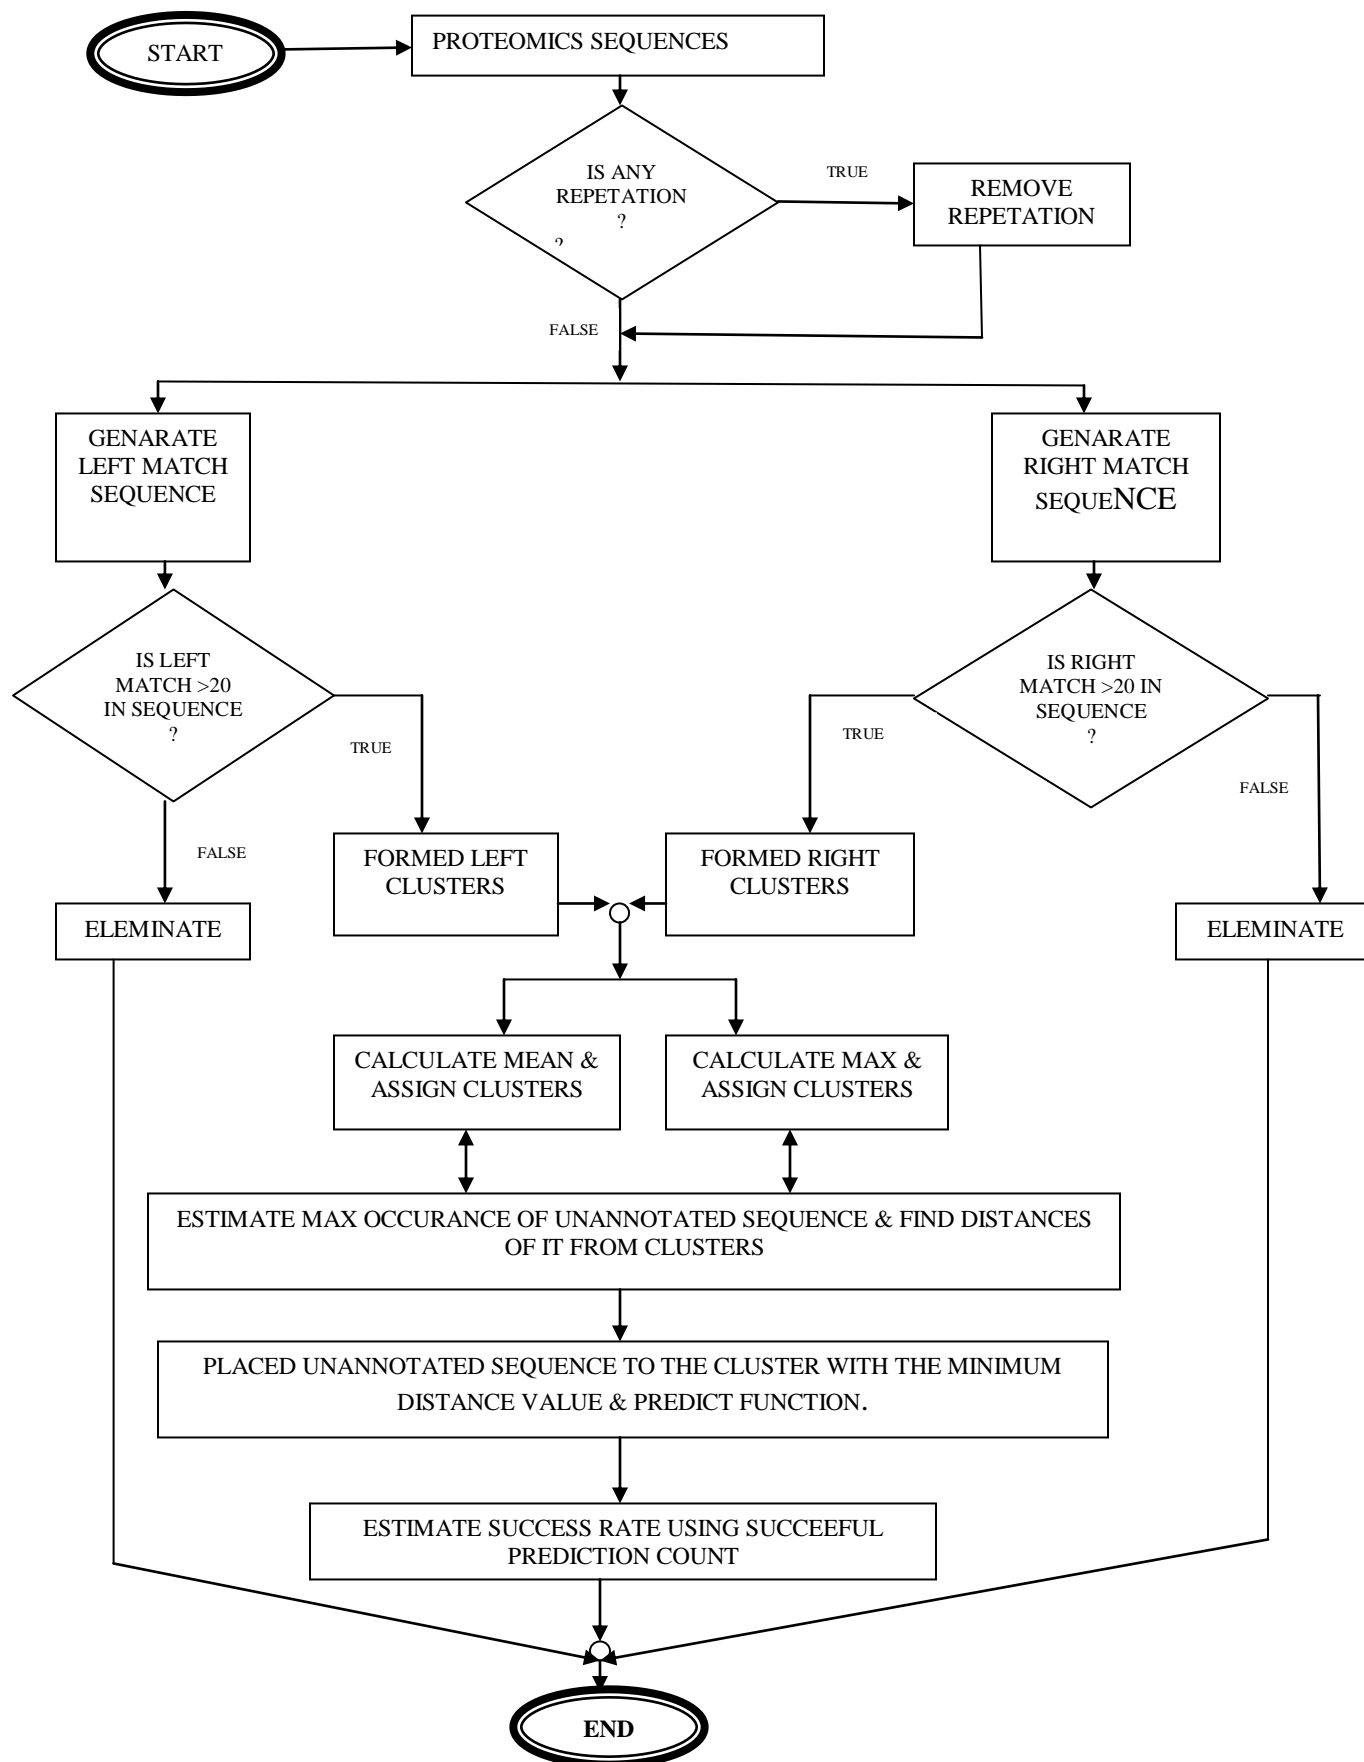 START
PROTEOMICS SEQUENCES
IS ANY
REPETATION
?
?
TRUE
REMOVE
REPETATION
FALSE
GENARATE
LEFT MATCH
SEQUENCE
GENARATE
RIGHT MATCH
SEQUENCE
IS LEFT
MATCH >20
IN SEQUENCE
?
TRUE
IS RIGHT
MATCH >20 IN
SEQUENCE
?
TRUE
FALSE
FALSE
FORMED LEFT
CLUSTERS
FORMED RIGHT
CLUSTERS
ELEMINATE
ELEMINATE
CALCULATE MEAN &
ASSIGN CLUSTERS
CALCULATE MAX &
ASSIGN CLUSTERS
ESTIMATE MAX OCCURANCE OF UNANNOTATED SEQUENCE & FIND DISTANCES
OF IT FROM CLUSTERS
PLACED UNANNOTATED SEQUENCE TO THE CLUSTER WITH THE MINIMUM
DISTANCE VALUE & PREDICT FUNCTION.
ESTIMATE SUCCESS RATE USING SUCCEEFUL
PREDICTION COUNT
END